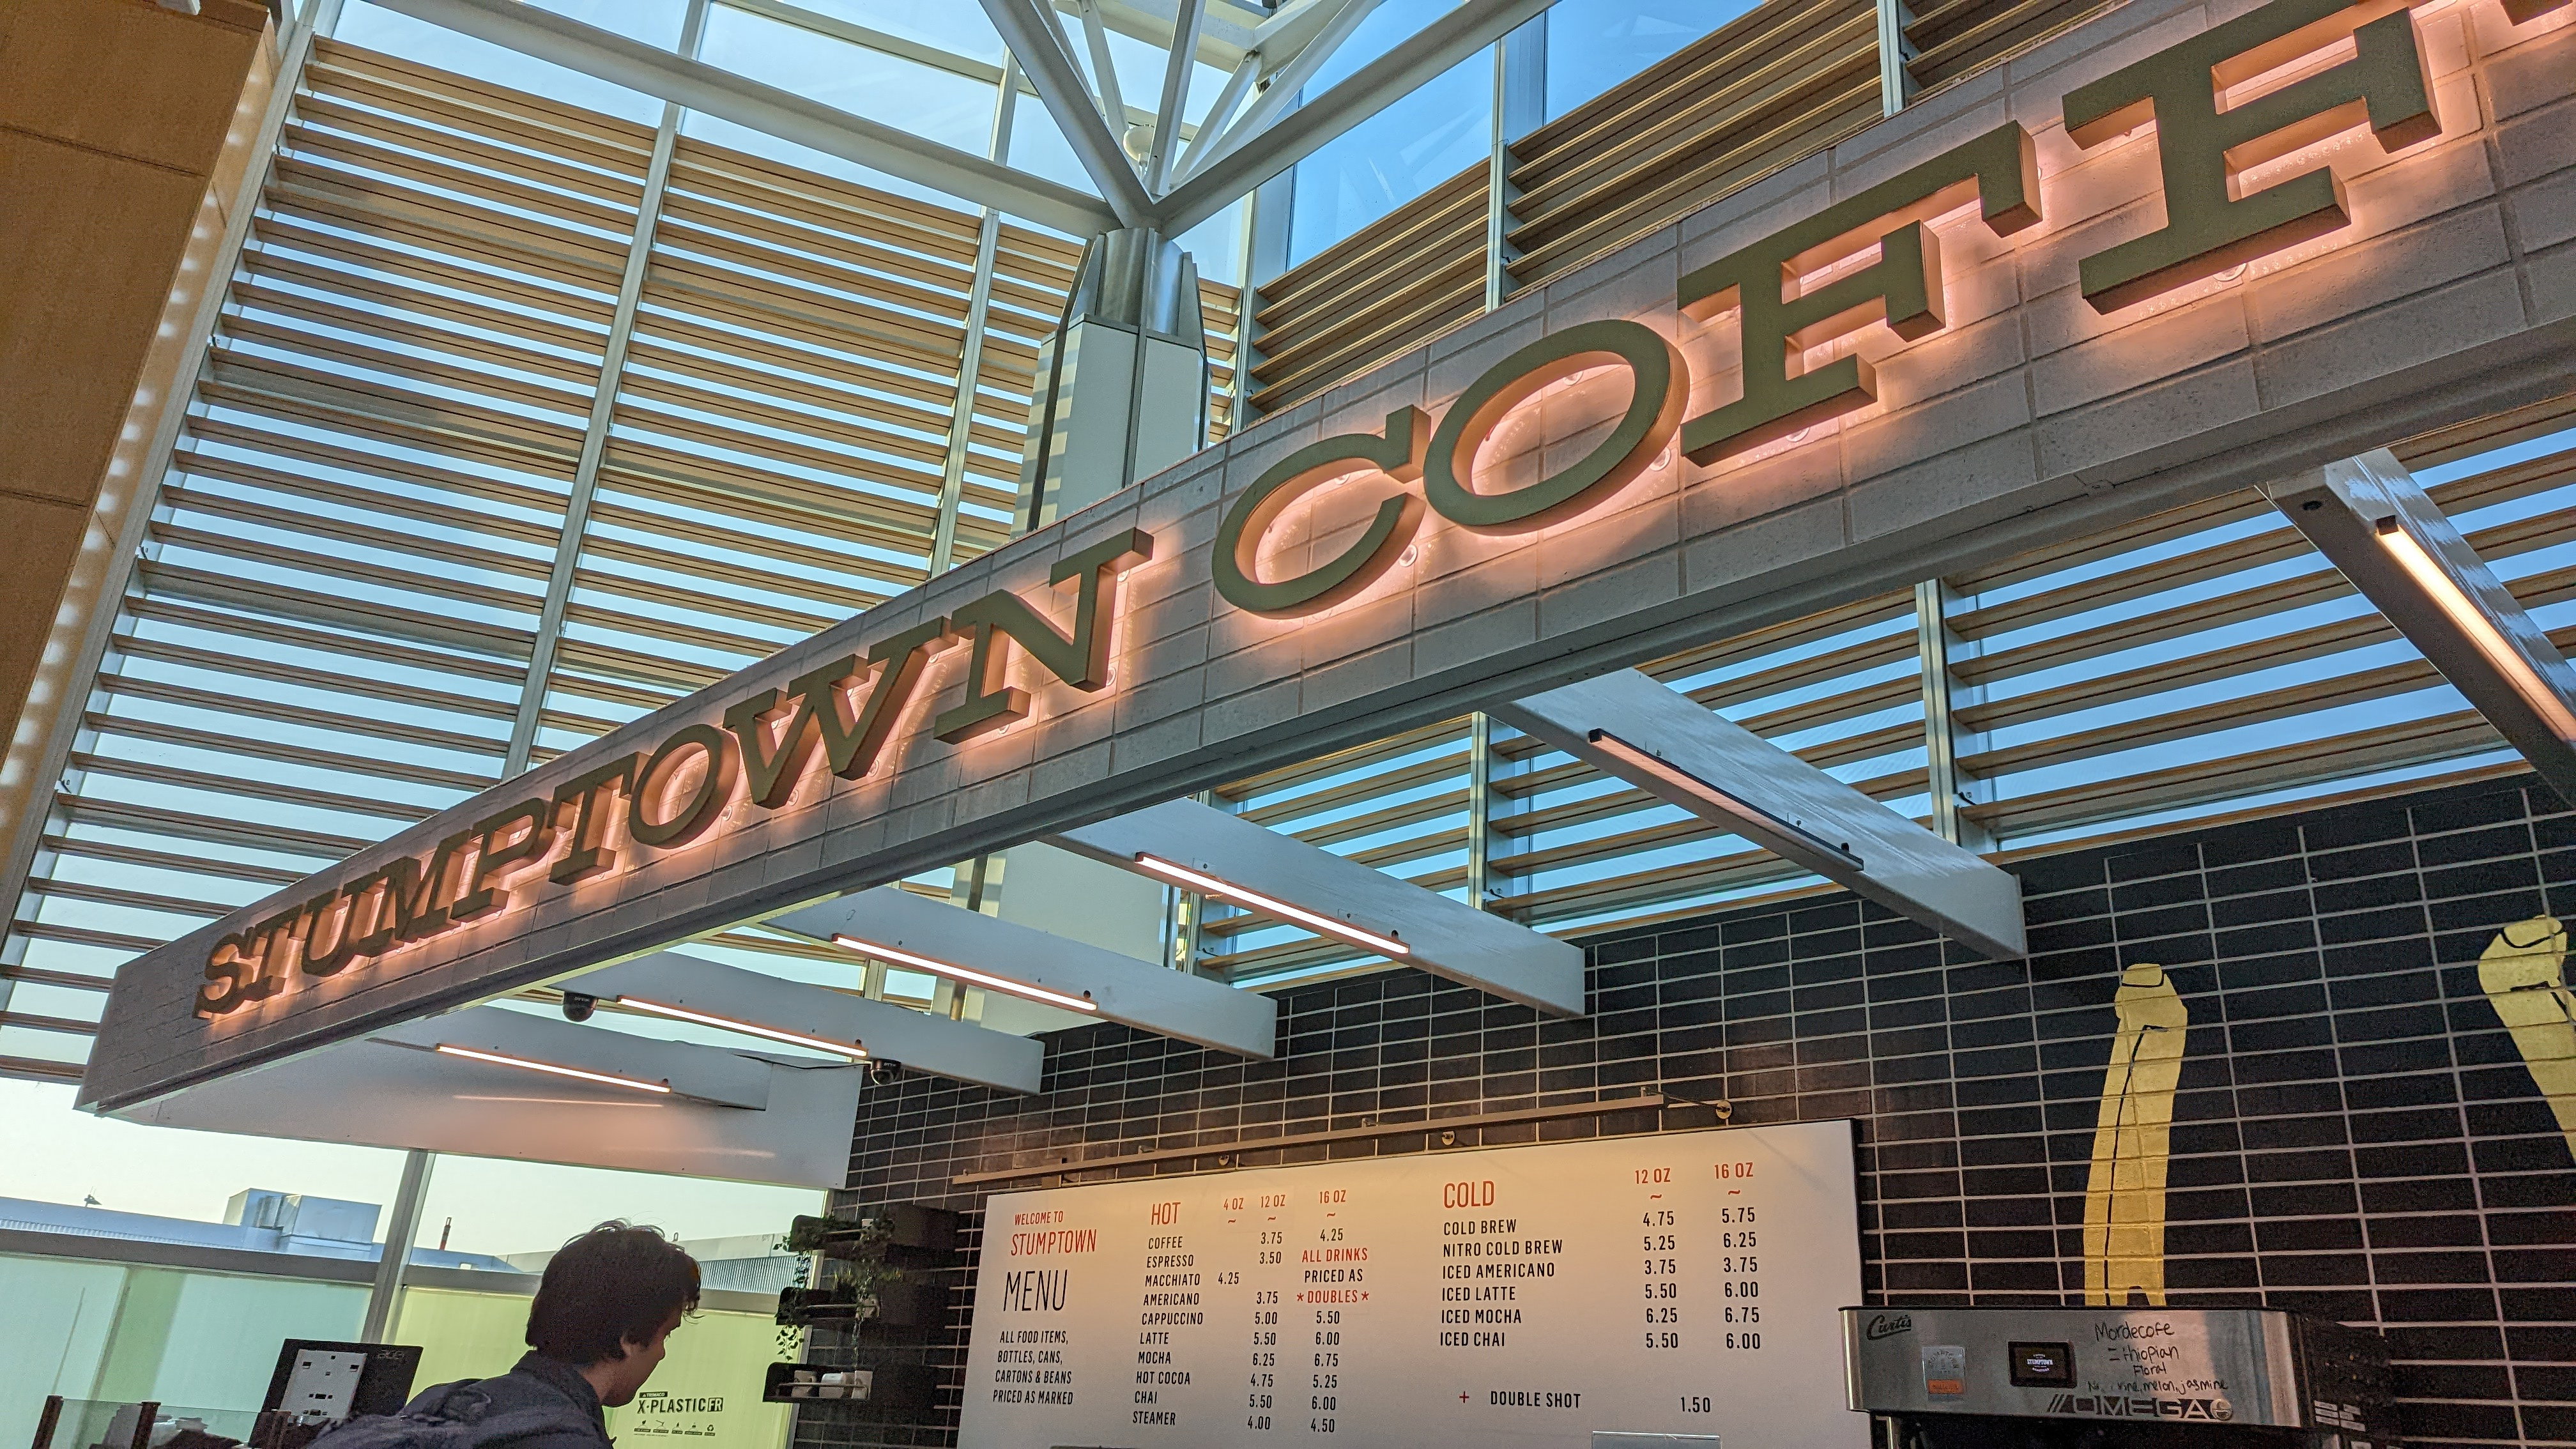 STUMPTOWN COFFE
WELCOME TO
STUMPTOWN
MENU
ALL FOOD ITEMS,
BOTTLES, CANS,
CARTONS & BEANS
PRICED AS MARKED
HOT 4 OZ 12 OZ 16 OZ
~ ~ ~
COFFEE 3.75 4.25
ESPRESSO 3.50 ALL DRINKS
MACCHIATO 4.25 PRICED AS
AMERICANO 3.75 *DOUBLES*
CAPPUCCINO 5.00 5.50
LATTE 5.50 6.00
MOCHA 6.25 6.75
HOT COCOA 4.75 5.25
CHAI 5.50 6.00
STEAMER 4.00 4.50
COLD 12 OZ 16 OZ
~ ~
COLD BREW 4.75 5.75
NITRO COLD BREW 5.25 6.25
ICED AMERICANO 3.75 3.75
ICED LATTE 5.50 6.00
ICED MOCHA 6.25 6.75
ICED CHAI 5.50 6.00
+ DOUBLE SHOT 1.50
X-PLASTIC FR
Curtis
STUMPTOWN
Mordecofe
Floral
melon, jasmine
OMEGA